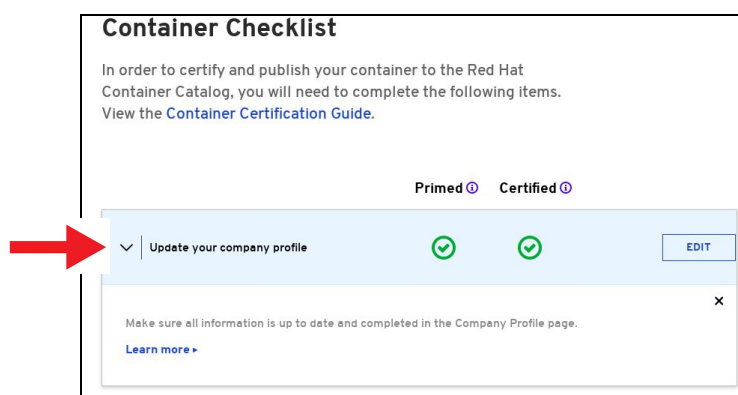 Container Checklist
In order to certify and publish your container to the Red Hat
Container Catalog, you will need to complete the following items.
View the Container Certification Guide.
Primed Certified
Update your company profile EDIT
Make sure all information is up to date and completed in the Company Profile page.
Learn more